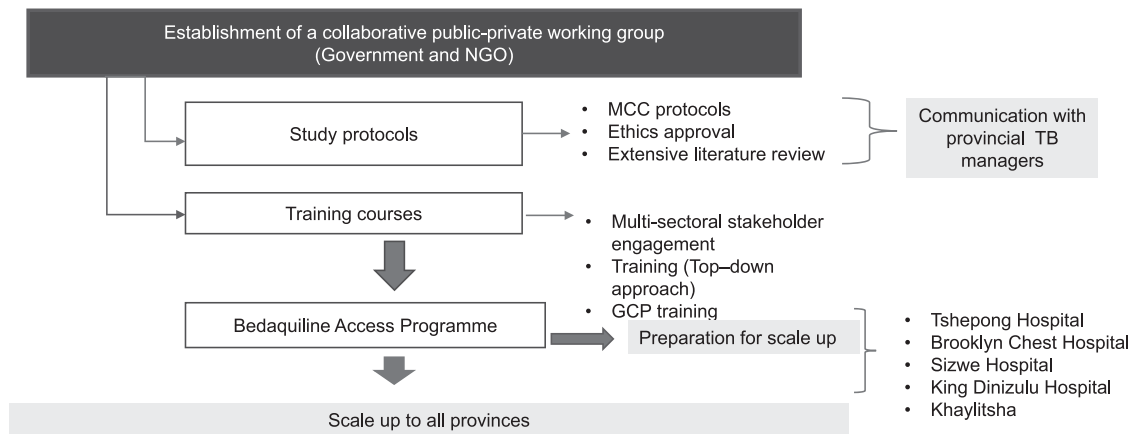 Establishment of a collaborative public-private working group
(Government and NGO)
Study protocols
• MCC protocols
• Ethics approval
• Extensive literature review
Communication with
provincial TB
managers
Training courses
• Multi-sectoral stakeholder
engagement
• Training (Top–down
approach)
• GCP training
Bedaquiline Access Programme
Preparation for scale up
• Tshepong Hospital
• Brooklyn Chest Hospital
• Sizwe Hospital
• King Dinizulu Hospital
• Khaylitsha
Scale up to all provinces